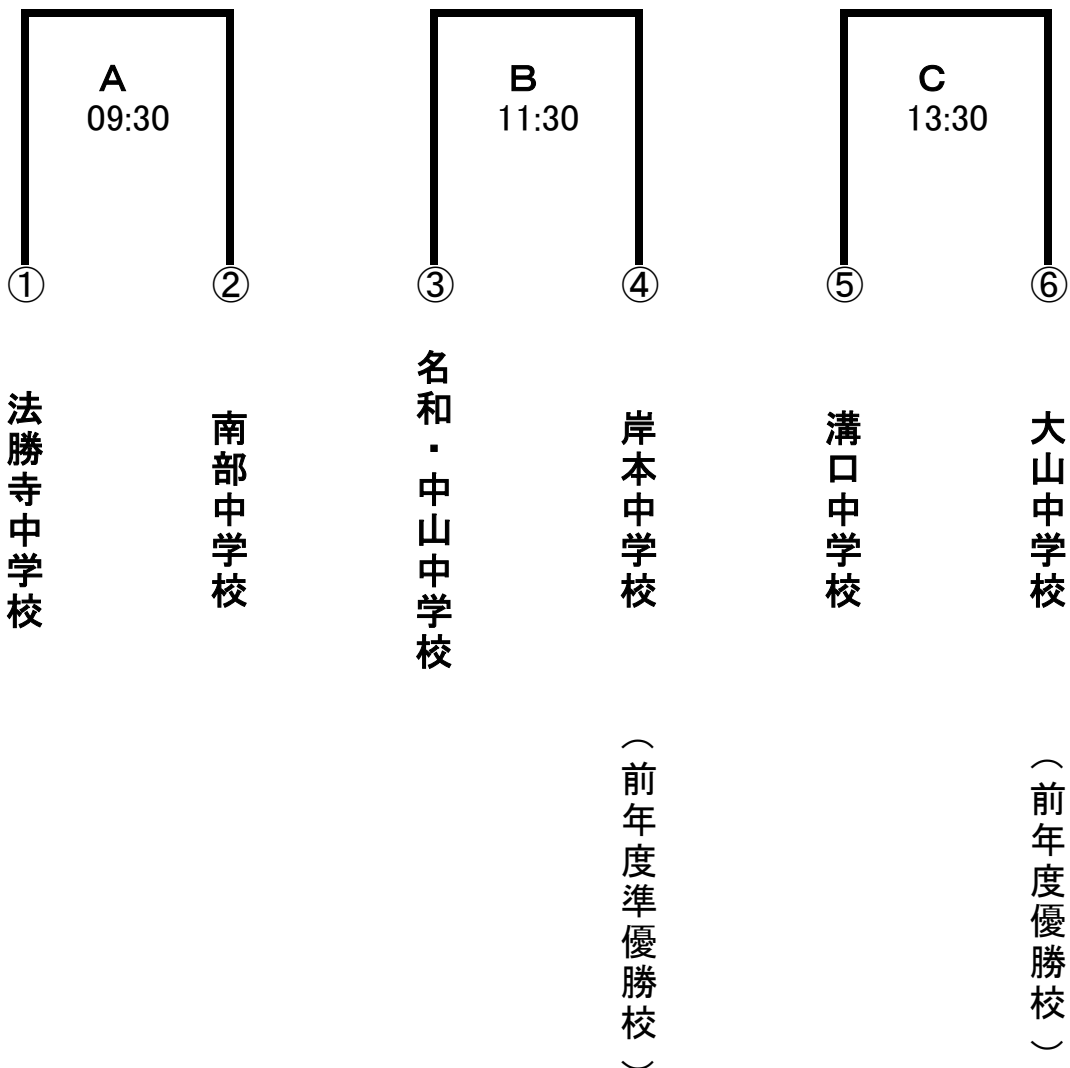 A
09:30
B
11:30
C
13:30
①
②
③
④
⑤
⑥
法勝寺中学校
南部中学校
名和・中山中学校
岸本中学校
溝口中学校
大山中学校
（前年度準優勝校）
（前年度優勝校）